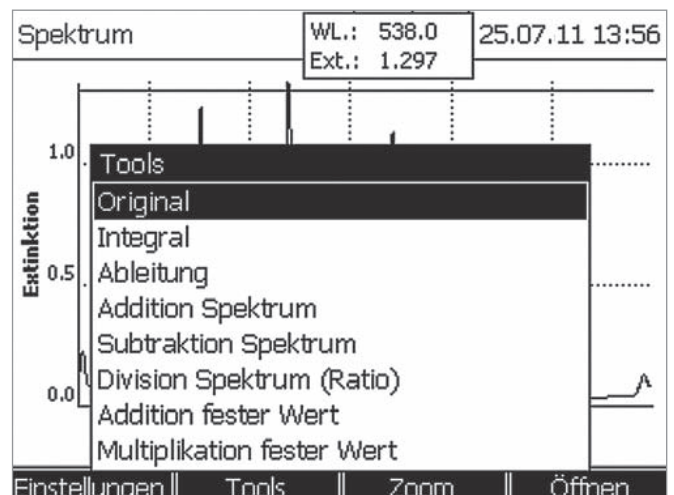 Spektrum
WL.: 538.0
Ext.: 1.297
25.07.11 13:56
Extinktion
1.0
0.5
0.0
Tools
Original
Integral
Ableitung
Addition Spektrum
Subtraktion Spektrum
Division Spektrum (Ratio)
Addition fester Wert
Multiplikation fester Wert
Einstellungen Tools Zoom Öffnen